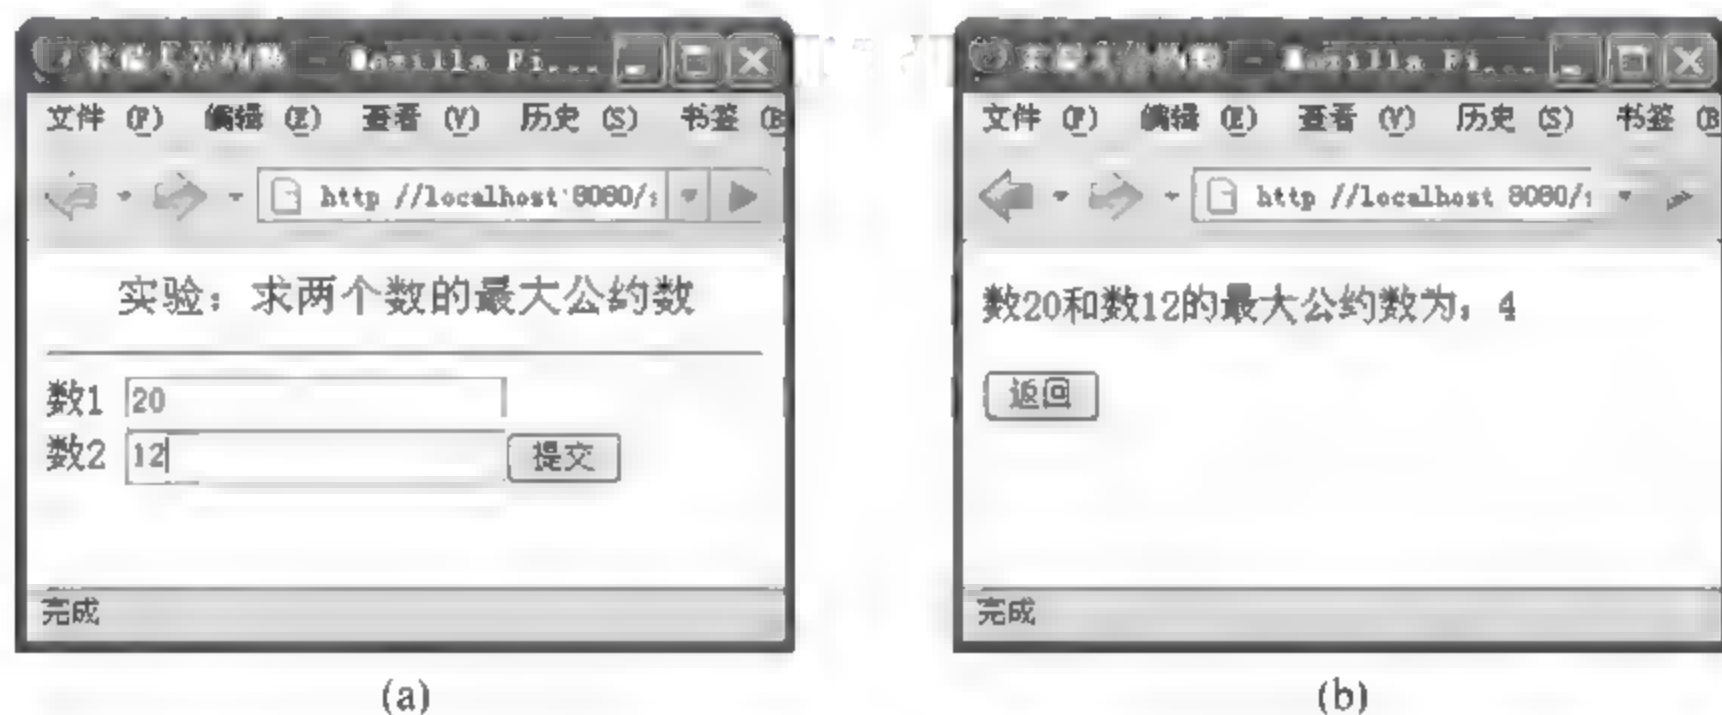 文件 (F) 编辑 (E) 查看 (V) 历史 (S) 书签 (B
http //localhost:8080/
实验：求两个数的最大公约数
数1 20
数2 12 提交
完成
(a)
文件 (F) 编辑 (E) 查看 (V) 历史 (S) 书签 (B
http //localhost 8080/
数20和数12的最大公约数为：4
返回
完成
(b)